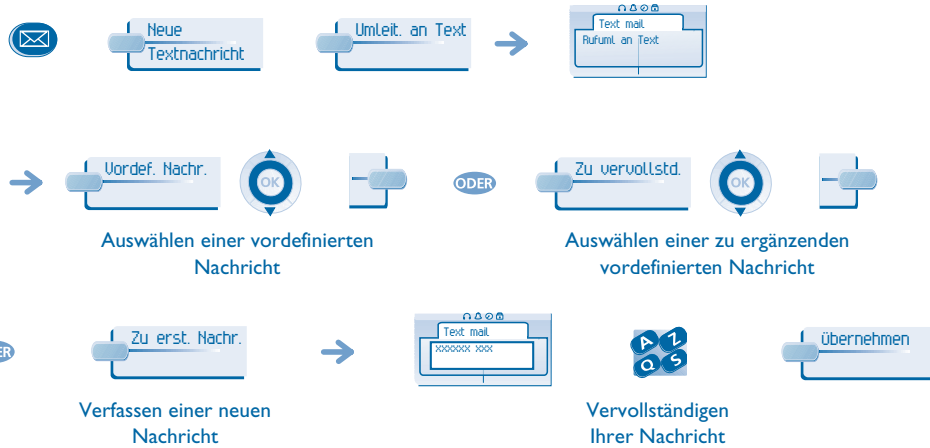 Neue
Textnachricht
Umleit. an Text
Text mail
Rufuml an Text
Vordef. Nachr.
OK
ODER
Zu vervollstd.
OK
Auswählen einer vordefinierten
Nachricht
Auswählen einer zu ergänzenden
vordefinierten Nachricht
ER
Zu erst. Nachr.
Text mail
xxxxxx xxx
A Z
Q S
übernehmen
Verfassen einer neuen
Nachricht
Vervollständigen
Ihrer Nachricht